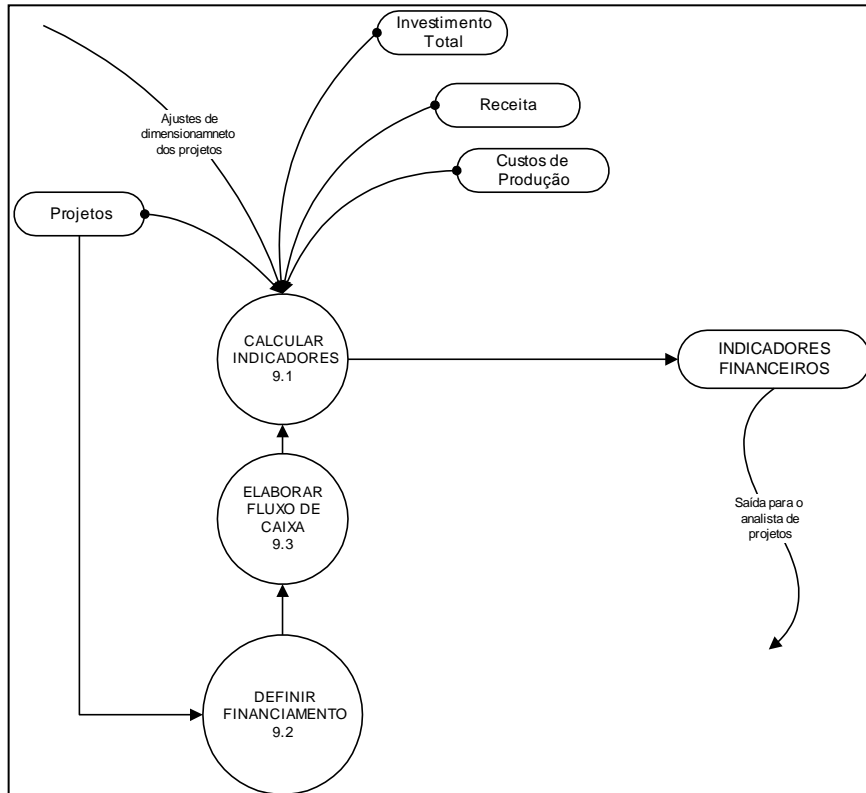 Investimento
Total
Ajustes de
dimensionamneto
dos projetos
Receita
Custos de
Produção
Projetos
CALCULAR
INDICADORES
9.1
INDICADORES
FINANCEIROS
ELABORAR
FLUXO DE
CAIXA
9.3
Saída para o
analista de
projetos
DEFINIR
FINANCIAMENTO
9.2